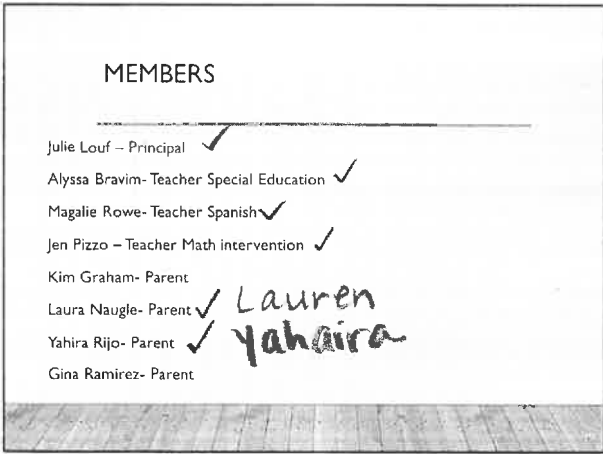 MEMBERS
Julie Louf – Principal ✓
Alyssa Bravim- Teacher Special Education ✓
Magalie Rowe- Teacher Spanish ✓
Jen Pizzo – Teacher Math intervention ✓
Kim Graham- Parent
Laura Naugle- Parent ✓ Lauren
Yahira Rijo- Parent ✓ Yahaira
Gina Ramirez- Parent